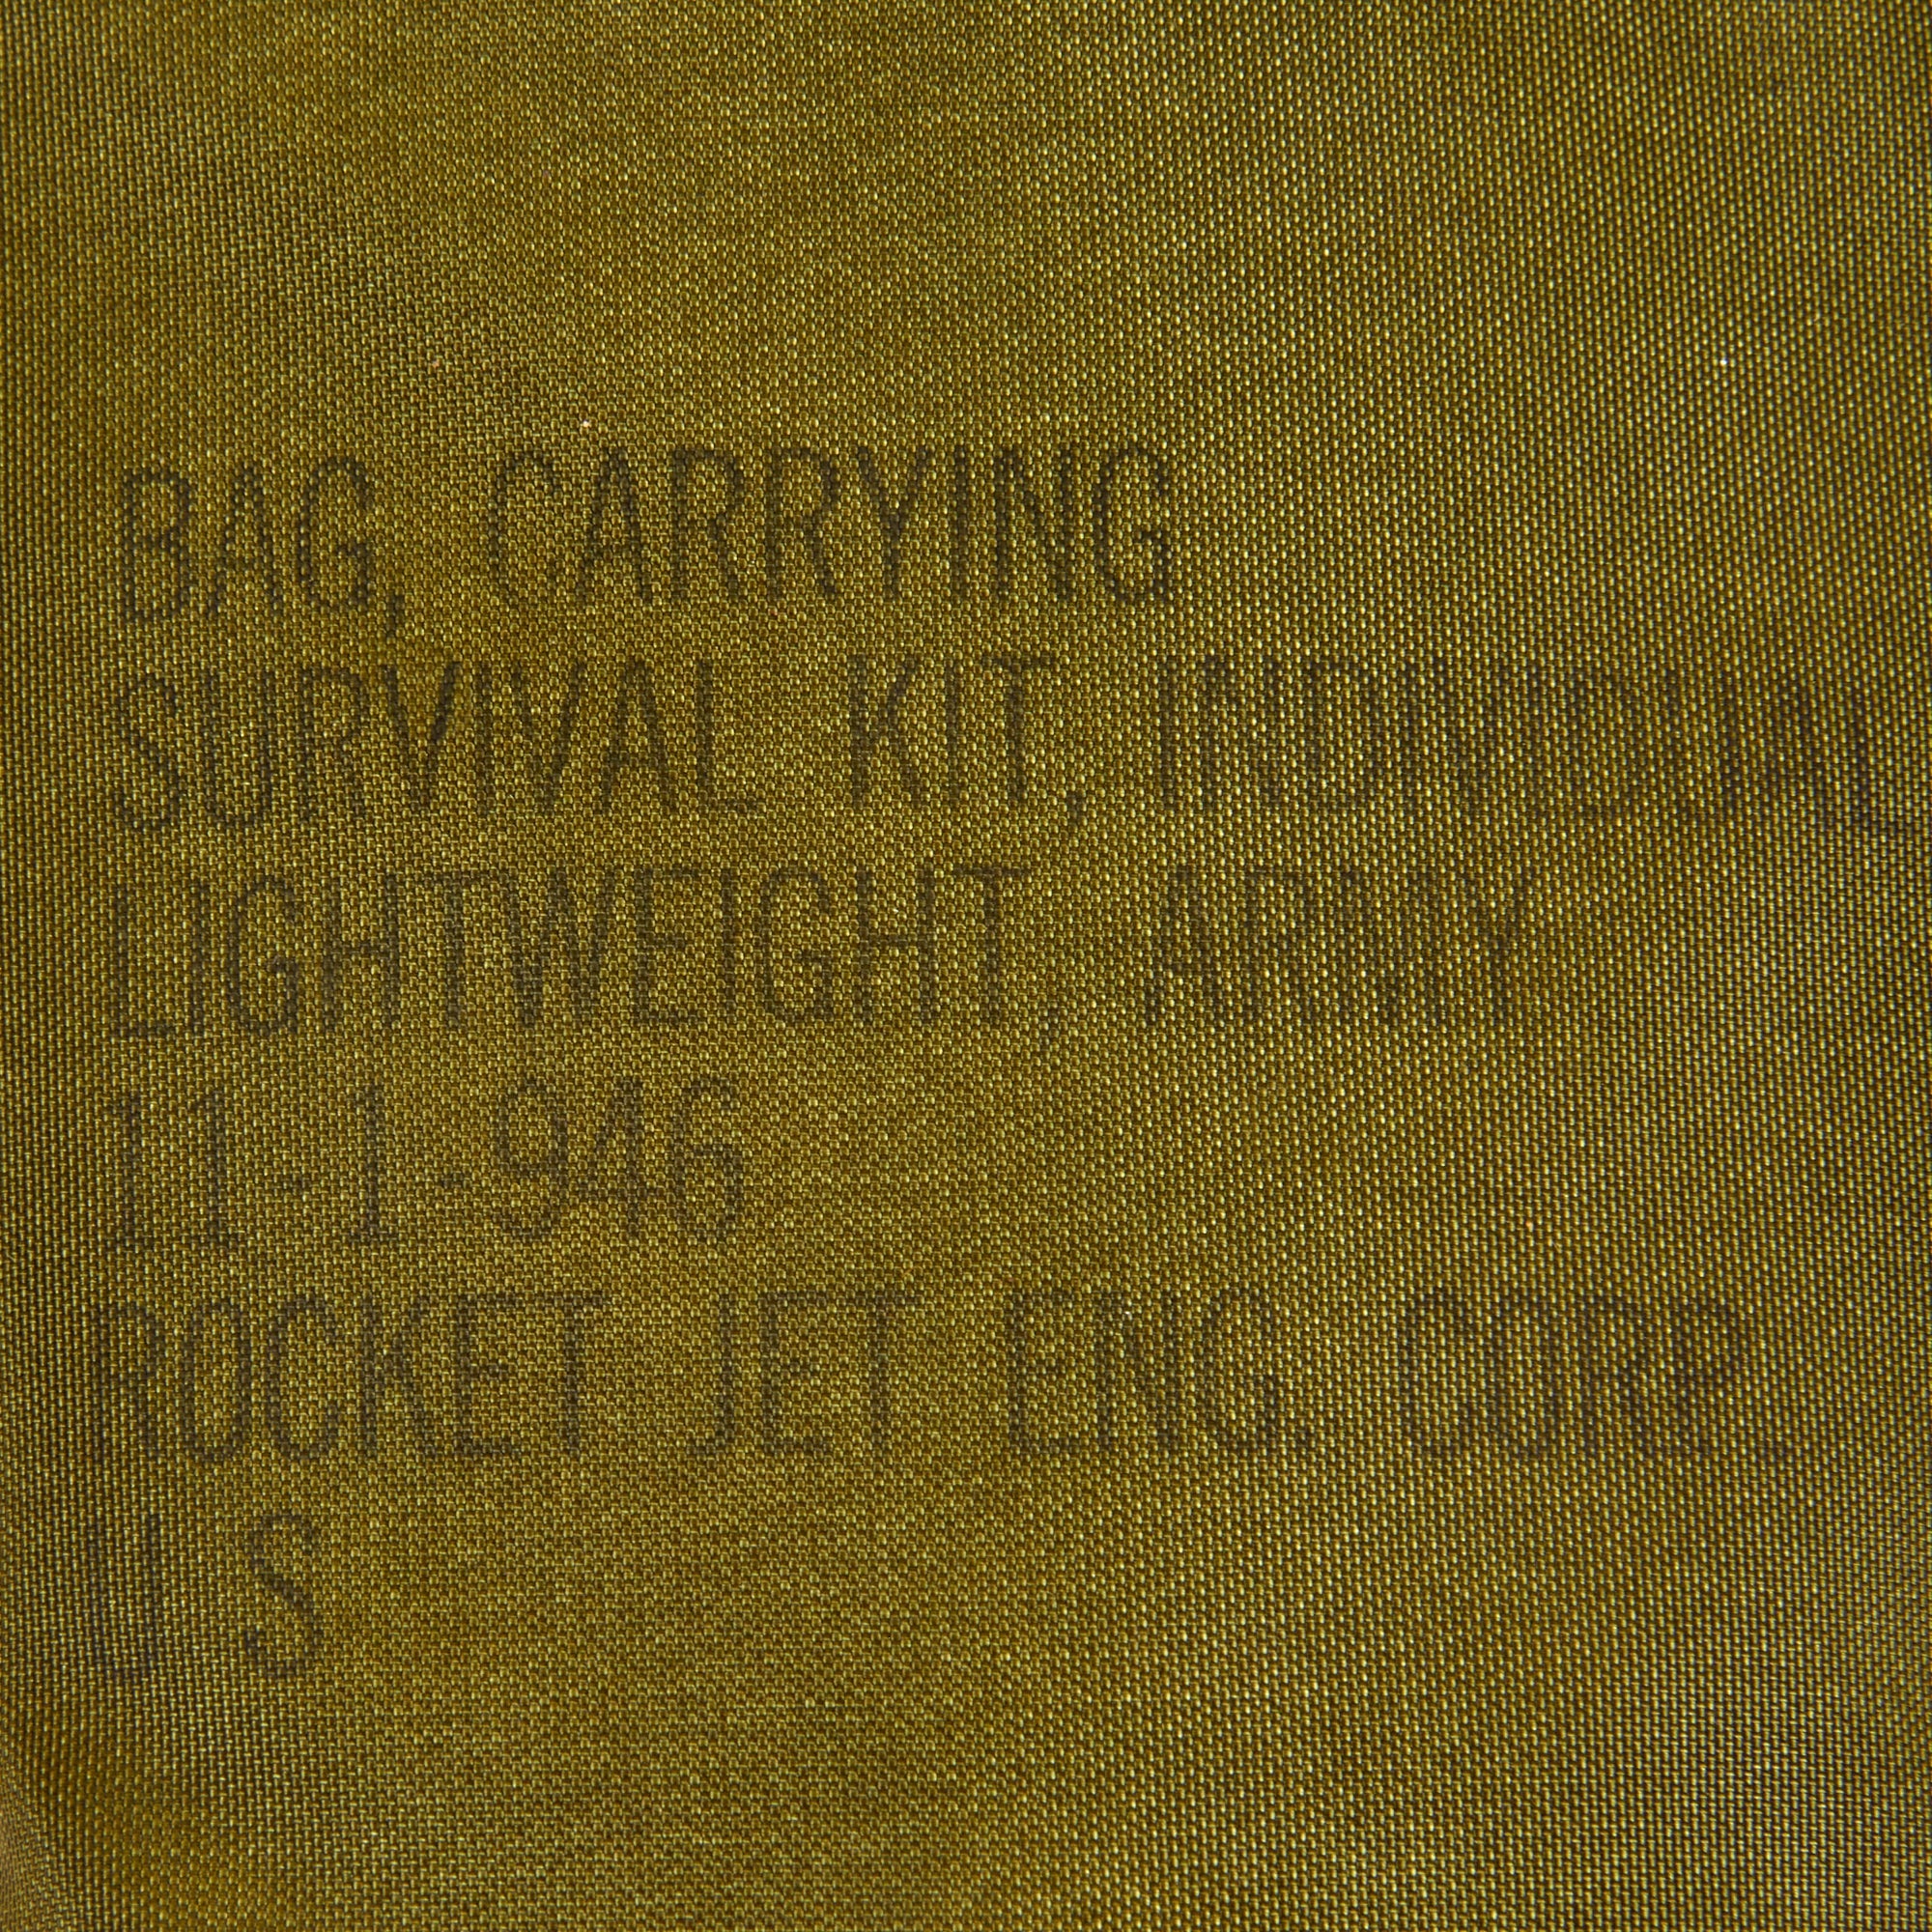 BAG, CARRYING
SURVIVAL KIT, INDIVIDUAL
LIGHTWEIGHT, ARMY
11-1-946
ROCKET JET ENG. CORP.
U S